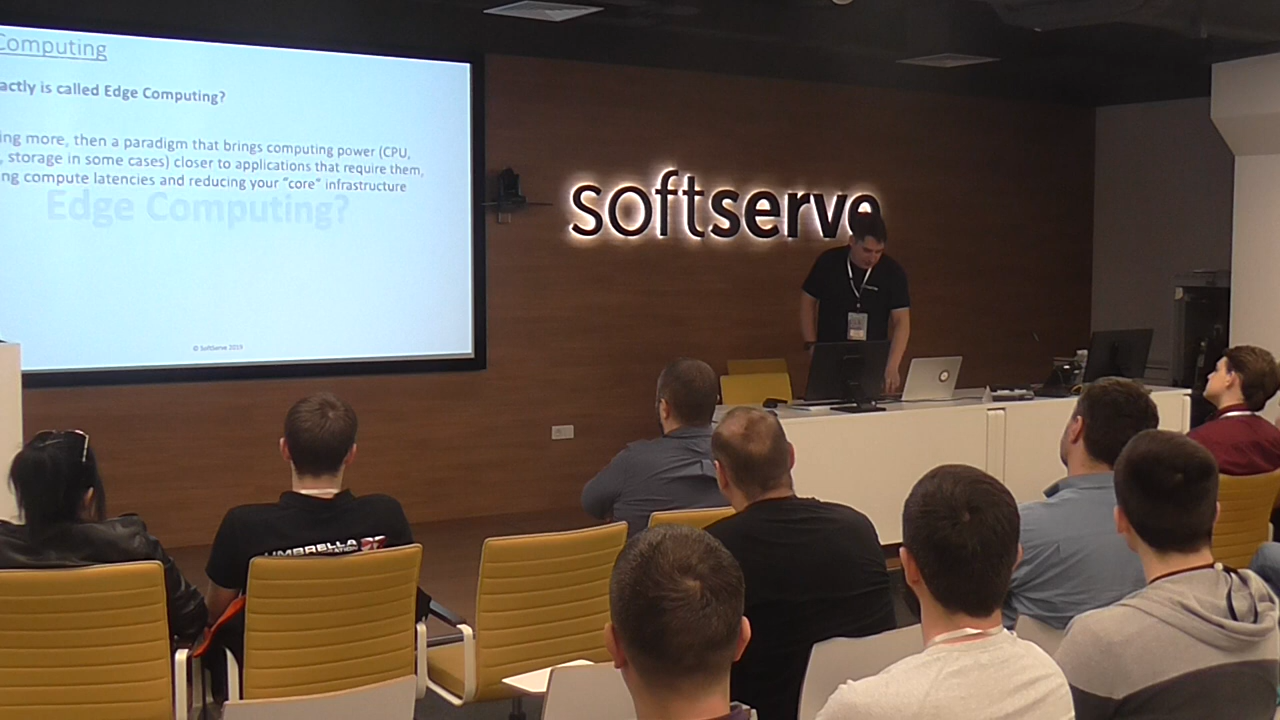 Computing
actly is called Edge Computing?
ing more, then a paradigm that brings computing power (CPU,
, storage in some cases) closer to applications that require them,
ng compute latencies and reducing your “core” infrastructure
Edge Computing?
© SoftServe 2019
softserve
UMBRELLA